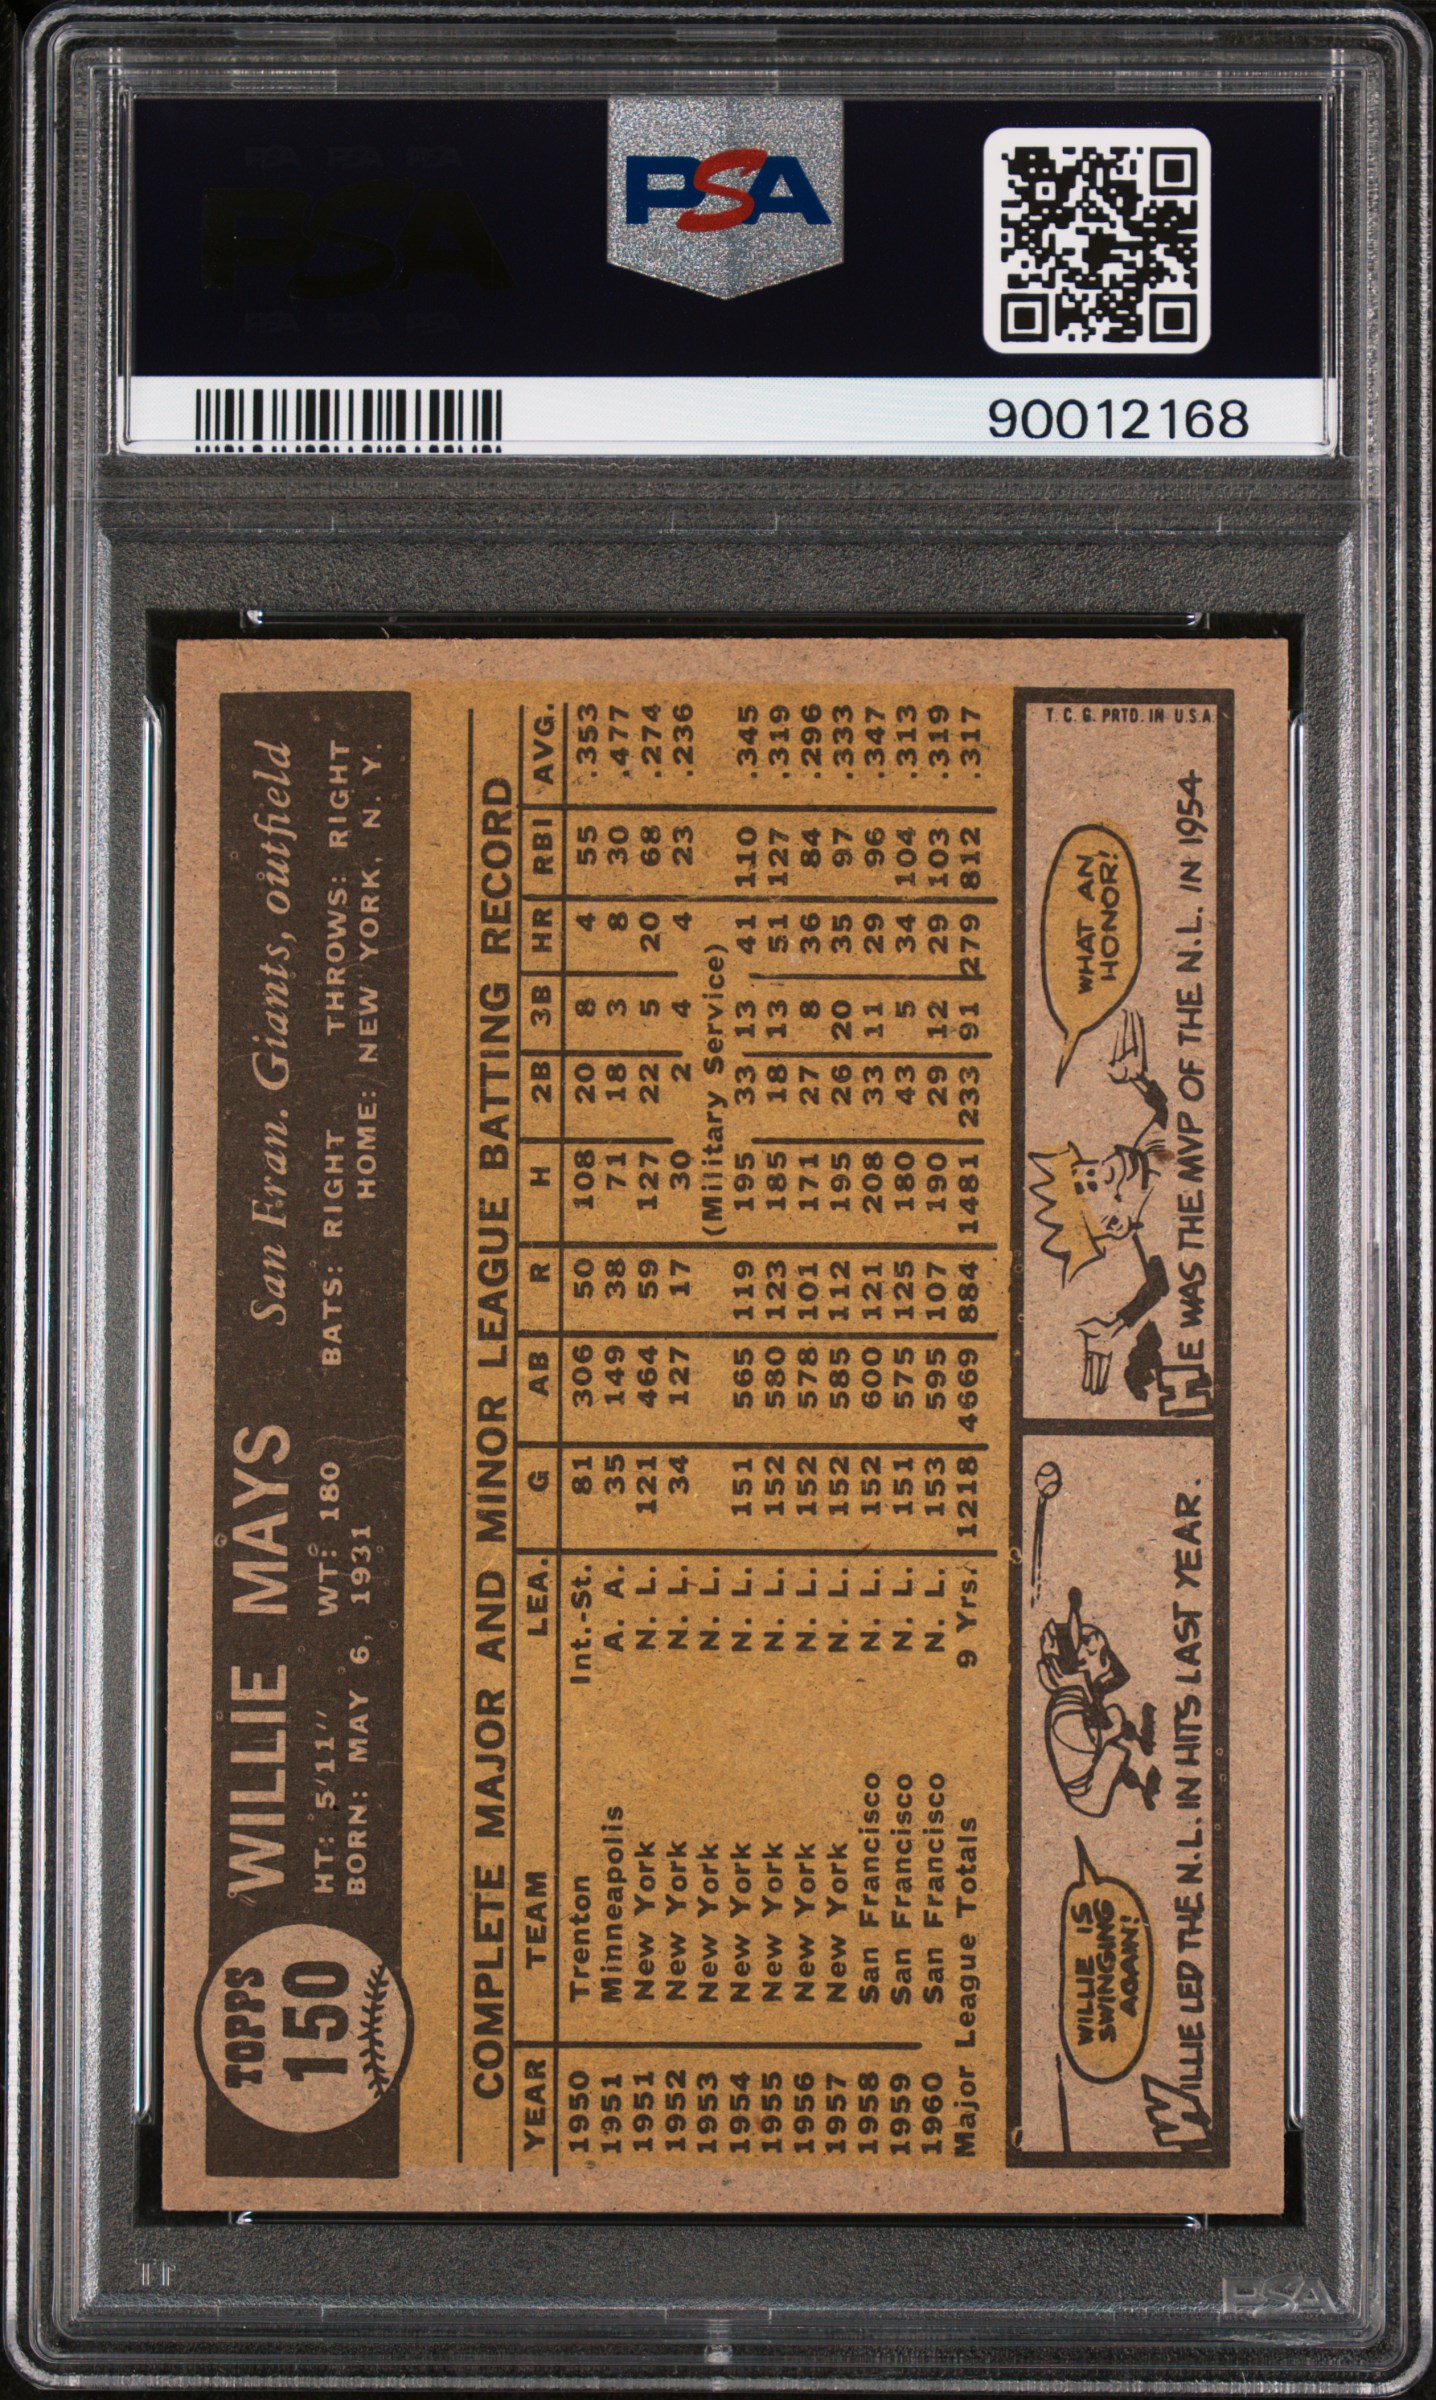 PSA PSA PSA
PSA
PSA PSA PSA
PSA
90012168
TOPPS
150
WILLIE MAYS San Fran. Giants, outfield
HT: 5'11" WT: 180 BATS: RIGHT THROWS: RIGHT
BORN: MAY 6, 1931 HOME: NEW YORK, N. Y.
COMPLETE MAJOR AND MINOR LEAGUE BATTING RECORD
YEAR TEAM LEA. G AB R H 2B 3B HR RBI AVG.
1950 Trenton Int.-St. 81 306 50 108 20 8 4 55 .353
1951 Minneapolis A. A. 35 149 38 71 18 3 8 30 .477
1951 New York N. L. 121 464 59 127 22 5 20 68 .274
1952 New York N. L. 34 127 17 30 2 4 4 23 .236
1953 New York N. L. (Military Service)
1954 New York N. L. 151 565 119 195 33 13 41 110 .345
1955 New York N. L. 152 580 123 185 18 13 51 127 .319
1956 New York N. L. 152 578 101 171 27 8 36 84 .296
1957 New York N. L. 152 585 112 195 26 20 35 97 .333
1958 San Francisco N. L. 152 600 121 208 33 11 29 96 .347
1959 San Francisco N. L. 151 575 125 180 43 5 34 104 .313
1960 San Francisco N. L. 153 595 107 190 29 12 29 103 .319
Major League Totals 9 Yrs. 1218 4669 884 1481 233 91 279 812 .317
WILLIE IS
SWINGING
AGAIN!
WILLIE LED THE N.L. IN HITS LAST YEAR.
WHAT AN
HONOR!
HE WAS THE MVP OF THE N.L. IN 1954
T. C. G. PRTD. IN U.S.A.
PSA